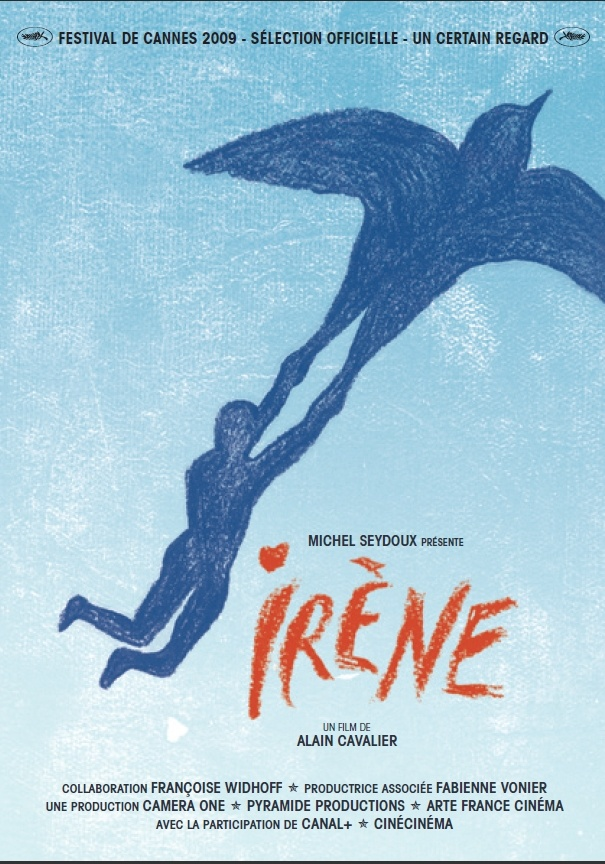 FESTIVAL DE CANNES 2009 - SÉLECTION OFFICIELLE - UN CERTAIN REGARD
MICHEL SEYDOUX PRÉSENTE
iRÈNE
UN FILM DE
ALAIN CAVALIER
COLLABORATION FRANÇOISE WIDHOFF ✯ PRODUCTRICE ASSOCIÉE FABIENNE VONIER
UNE PRODUCTION CAMERA ONE ✯ PYRAMIDE PRODUCTIONS ✯ ARTE FRANCE CINÉMA
AVEC LA PARTICIPATION DE CANAL+ ✯ CINÉCINÉMA